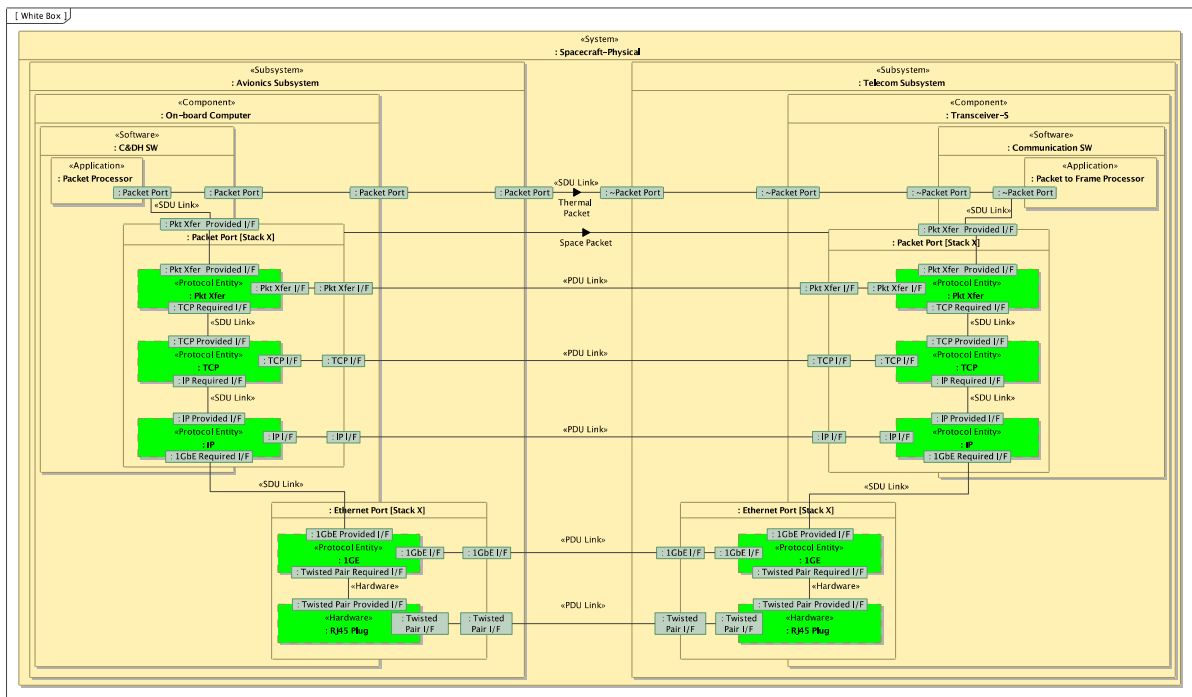 [ White Box ]
«System»
: Spacecraft-Physical
«Subsystem»
: Avionics Subsystem
«Subsystem»
: Telecom Subsystem
«Component»
: On-board Computer
«Component»
: Transceiver-S
«Software»
: C&DH SW
«Software»
: Communication SW
«Application»
: Packet Processor
«Application»
: Packet to Frame Processor
: Packet Port
: Packet Port
: Packet Port
: Packet Port
«SDU Link»
Thermal
Packet
: ~Packet Port
: ~Packet Port
: ~Packet Port
: ~Packet Port
«SDU Link»
«SDU Link»
: Pkt Xfer  Provided I/F
: Pkt Xfer  Provided I/F
: Packet Port [Stack X]
Space Packet
: Packet Port [Stack X]
: Pkt Xfer  Provided I/F
«Protocol Entity»
: Pkt Xfer
: Pkt Xfer I/F
: Pkt Xfer I/F
«PDU Link»
: Pkt Xfer I/F
: Pkt Xfer I/F
: Pkt Xfer  Provided I/F
«Protocol Entity»
: Pkt Xfer
: TCP Required I/F
: TCP Required I/F
«SDU Link»
«SDU Link»
: TCP Provided I/F
«Protocol Entity»
: TCP
: TCP I/F
: TCP I/F
«PDU Link»
: TCP I/F
: TCP I/F
: TCP Provided I/F
«Protocol Entity»
: TCP
: IP Required I/F
: IP Required I/F
«SDU Link»
«SDU Link»
: IP Provided I/F
«Protocol Entity»
: IP
: IP I/F
: IP I/F
«PDU Link»
: IP I/F
: IP I/F
: IP Provided I/F
«Protocol Entity»
: IP
: 1GbE Required I/F
: 1GbE Required I/F
«SDU Link»
«SDU Link»
: Ethernet Port [Stack X]
: Ethernet Port [Stack X]
: 1GbE Provided I/F
«Protocol Entity»
: 1GE
: 1GbE I/F
: 1GbE I/F
«PDU Link»
: 1GbE I/F
: 1GbE I/F
: 1GbE Provided I/F
«Protocol Entity»
: 1GE
: Twisted Pair Required I/F
: Twisted Pair Required I/F
«Hardware»
«Hardware»
: Twisted Pair Provided I/F
«Hardware»
: RJ45 Plug
: Twisted
Pair I/F
: Twisted
Pair I/F
«PDU Link»
: Twisted
Pair I/F
: Twisted
Pair I/F
: Twisted Pair Provided I/F
«Hardware»
: RJ45 Plug